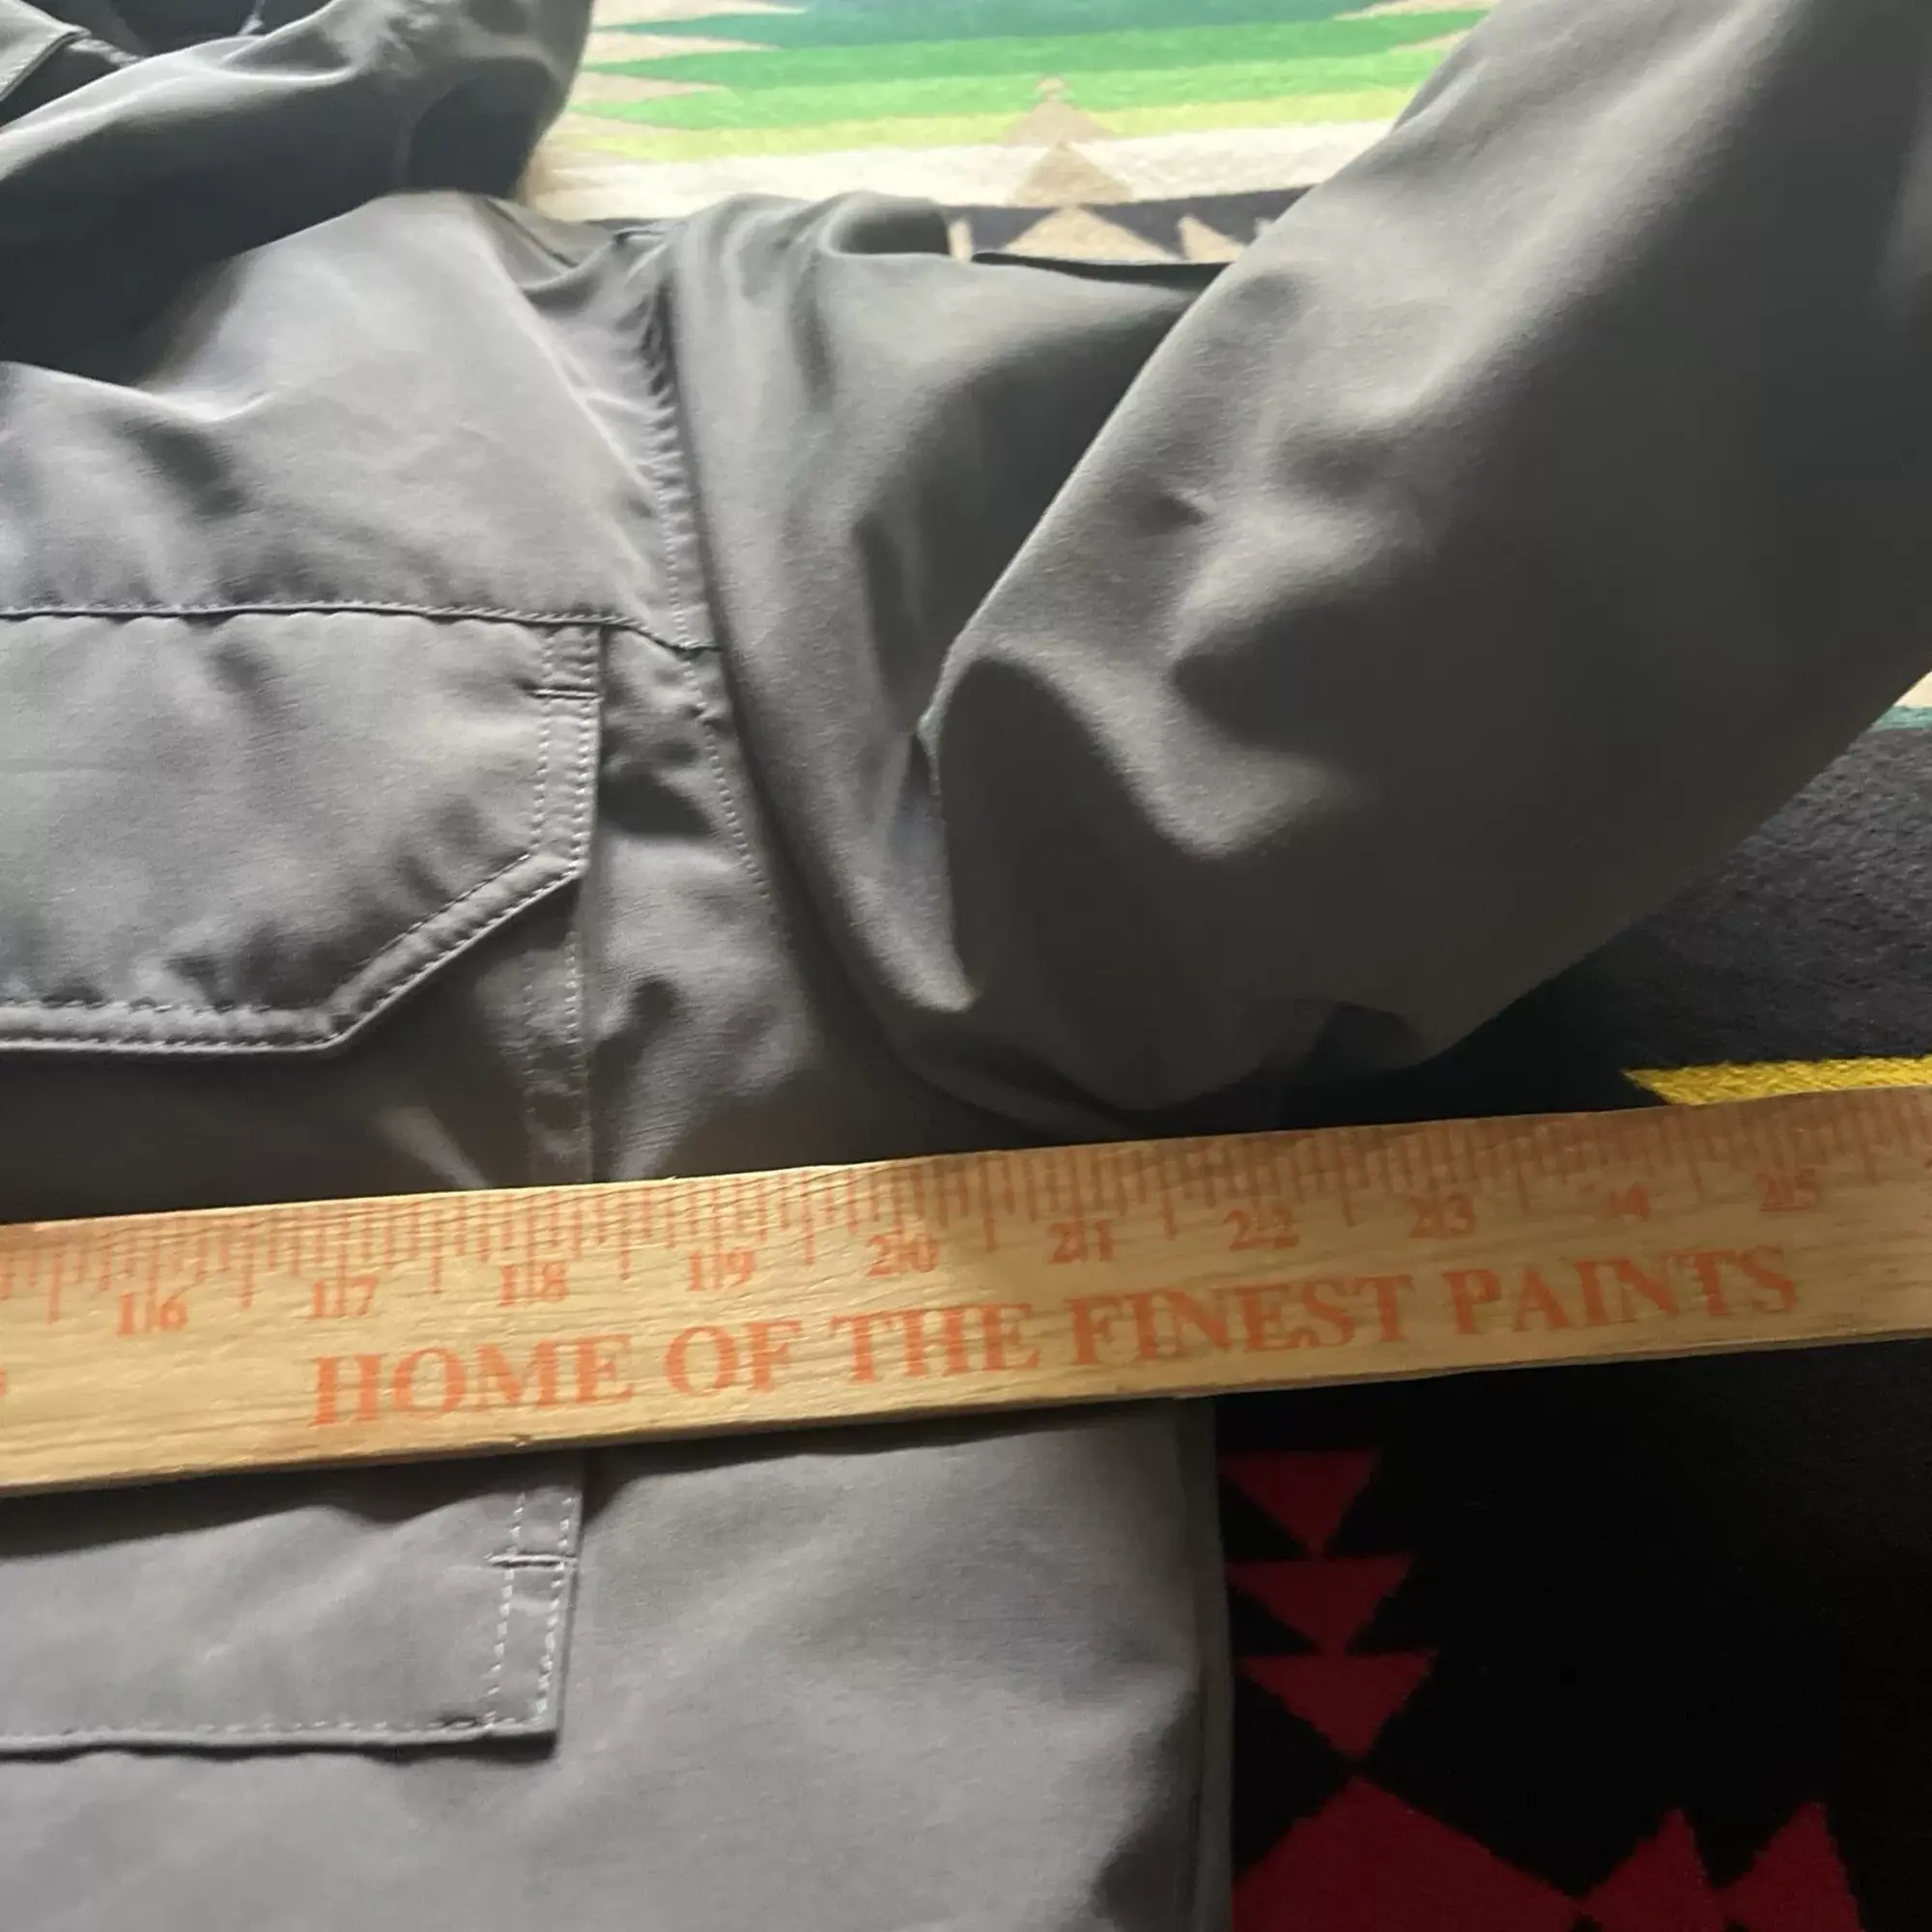 16 17 18 19 20 21 22 23 24 25
HOME OF THE FINEST PAINTS